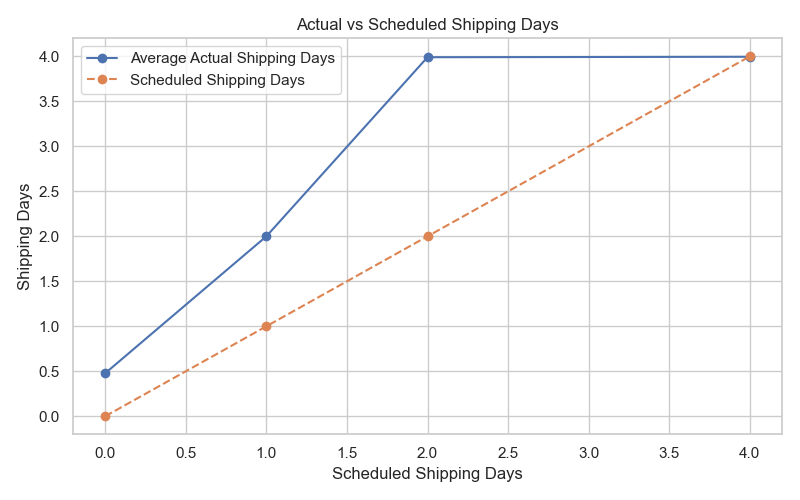 Actual vs Scheduled Shipping Days
Average Actual Shipping Days
Scheduled Shipping Days
Shipping Days
4.0
3.5
3.0
2.5
2.0
1.5
1.0
0.5
0.0
0.0 0.5 1.0 1.5 2.0 2.5 3.0 3.5 4.0
Scheduled Shipping Days